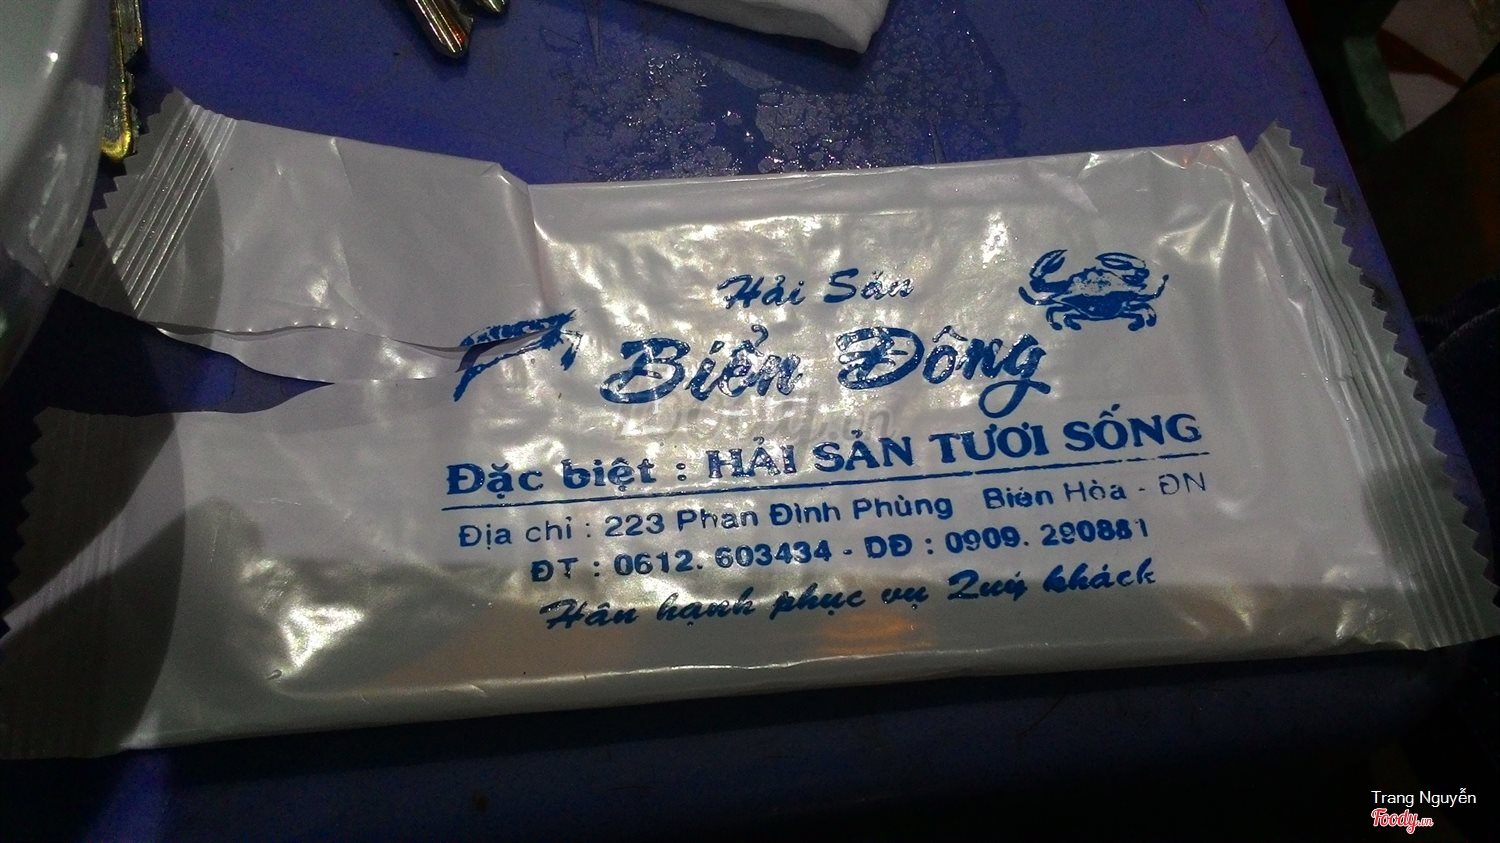 Hải Sản
Biển Đông
Đặc biệt : HẢI SẢN TƯƠI SỐNG
Địa chỉ : 223 Phan Đình Phùng Biên Hòa - ĐN
ĐT : 0612. 603434 - DĐ : 0909. 290881
Hân hạnh phục vụ Quý khách
Trang Nguyễn
Foody.vn